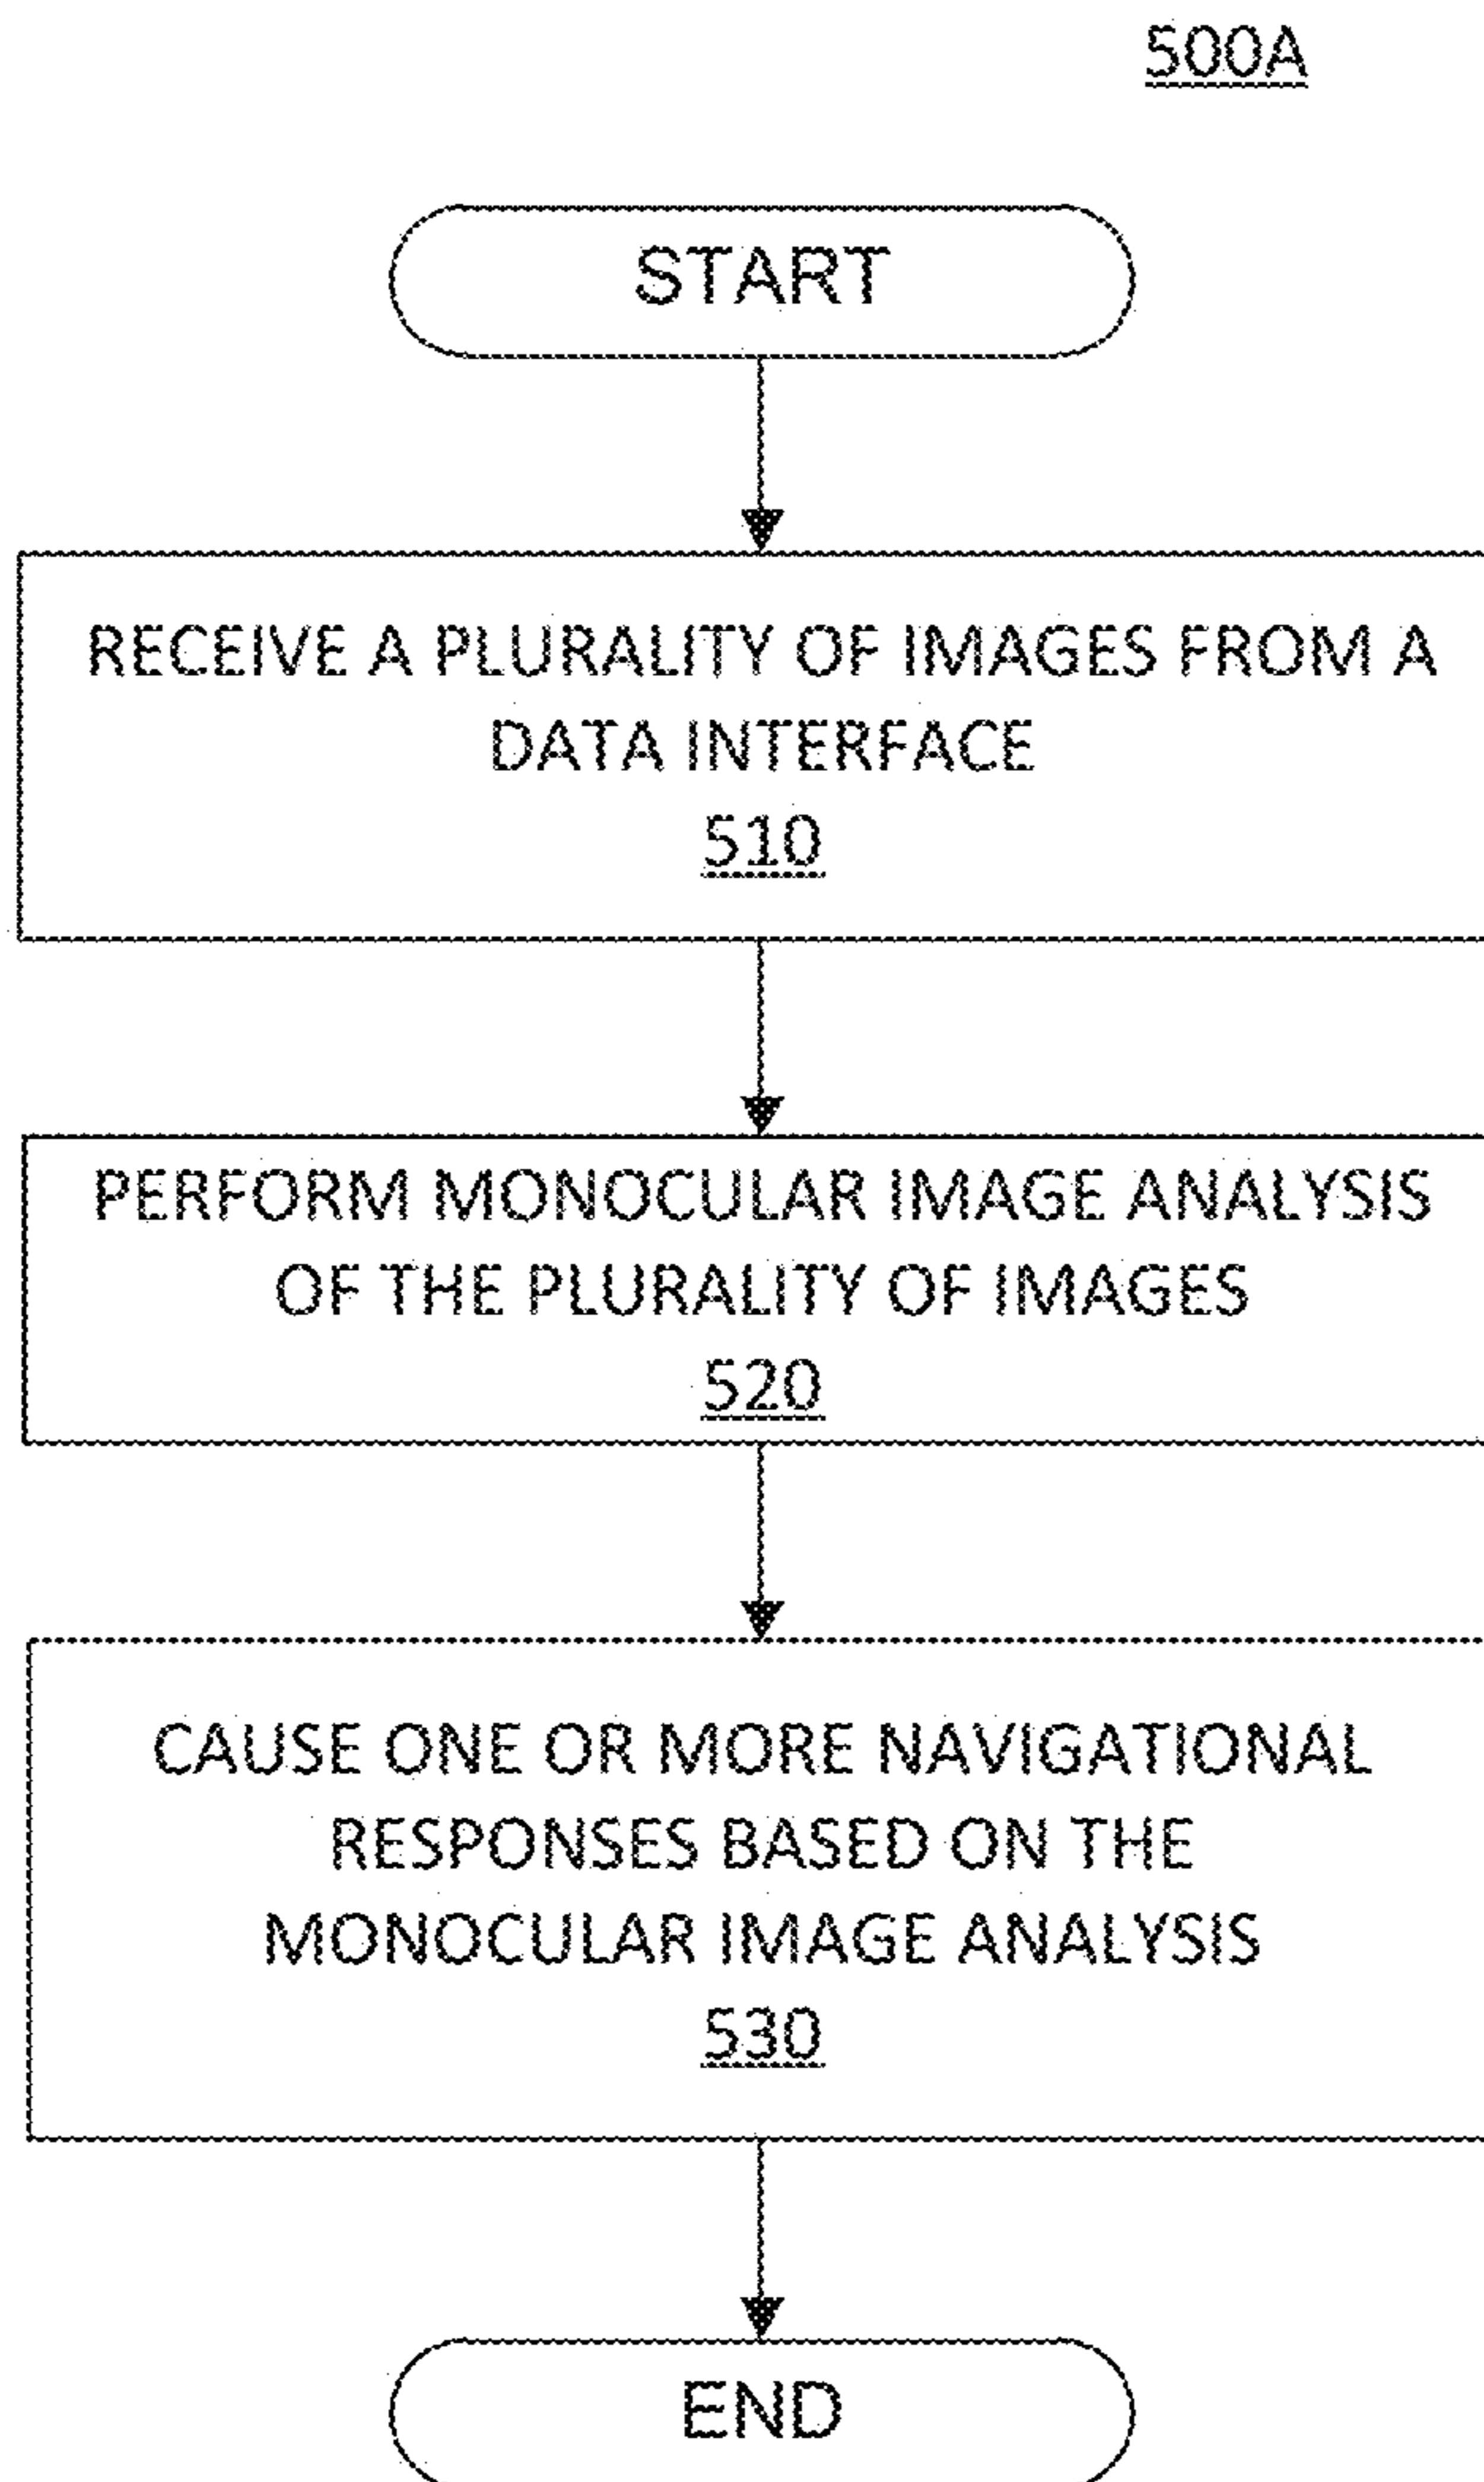 500A
START
RECEIVE A PLURALITY OF IMAGES FROM A
DATA INTERFACE
510
PERFORM MONOCULAR IMAGE ANALYSIS
OF THE PLURALITY OF IMAGES
520
CAUSE ONE OR MORE NAVIGATIONAL
RESPONSES BASED ON THE
MONOCULAR IMAGE ANALYSIS
530
END